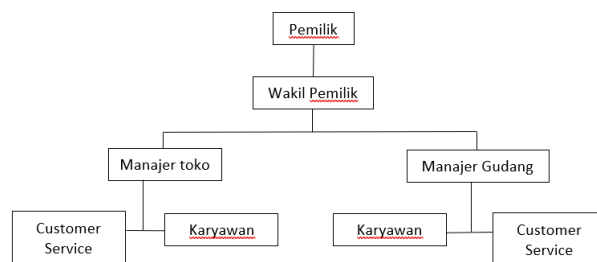 Pemilik
Wakil Pemilik
Manajer toko
Manajer Gudang
Customer
Service
Karyawan
Karyawan
Customer
Service